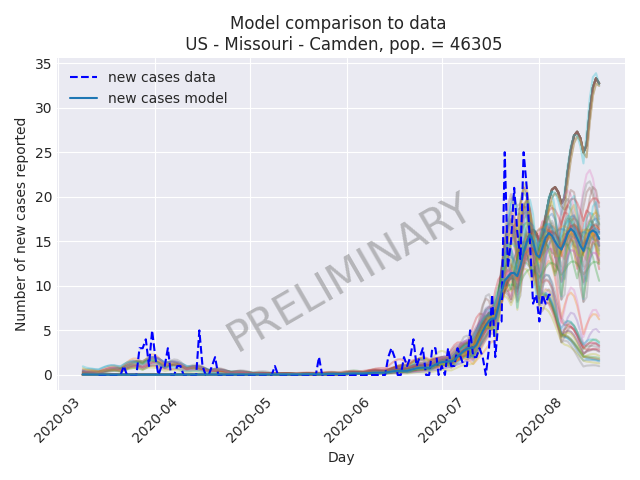 Model comparison to data
US - Missouri - Camden, pop. = 46305
35
30
25
20
15
10
5
0
Number of new cases reported
new cases data
new cases model
PRELIMINARY
2020-03
2020-04
2020-05
2020-06
2020-07
2020-08
Day